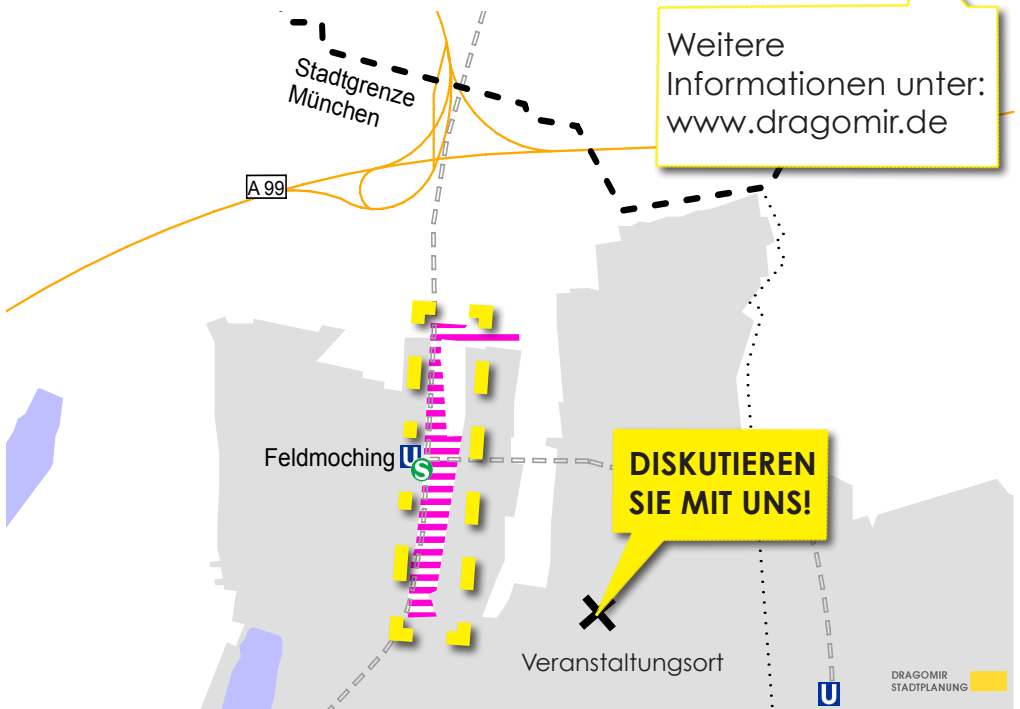 Weitere
Informationen unter:
www.dragomir.de
Stadtgrenze
München
A 99
Feldmoching
U
S
DISKUTIEREN
SIE MIT UNS!
Veranstaltungsort
U
DRAGOMIR
STADTPLANUNG